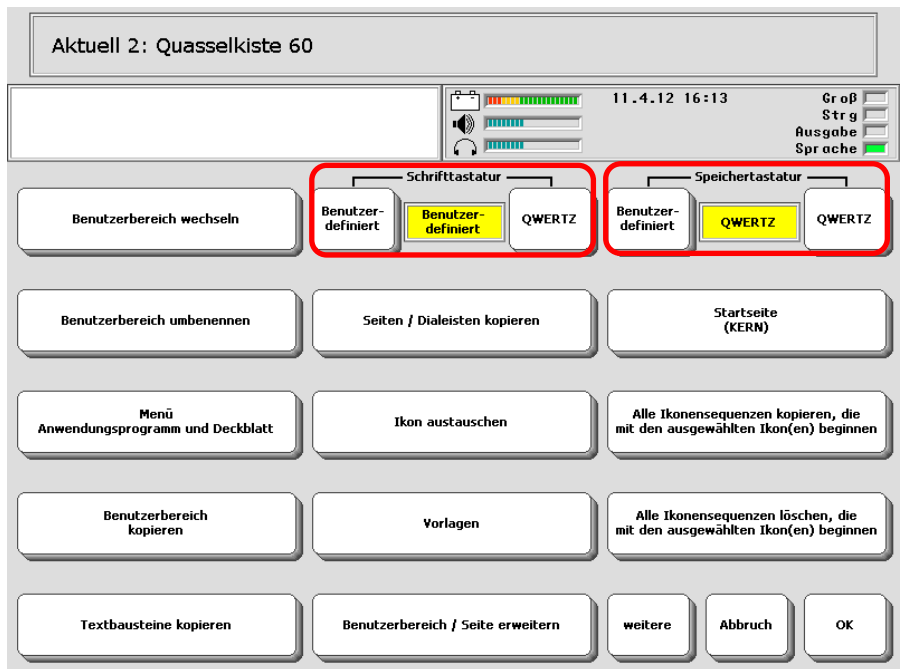 Aktuell 2: Quasselkiste 60
11.4.12 16:13
Groß
Strg
Ausgabe
Sprache
Schrifttastatur
Speichertastatur
Benutzerbereich wechseln
Benutzer-
definiert
Benutzer-
definiert
QWERTZ
Benutzer-
definiert
QWERTZ
QWERTZ
Benutzerbereich umbenennen
Seiten / Dialeisten kopieren
Startseite
(KERN)
Menü
Anwendungsprogramm und Deckblatt
Ikon austauschen
Alle Ikonensequenzen kopieren, die
mit den ausgewählten Ikon(en) beginnen
Benutzerbereich
kopieren
Vorlagen
Alle Ikonensequenzen löschen, die
mit den ausgewählten Ikon(en) beginnen
Textbausteine kopieren
Benutzerbereich / Seite erweitern
weitere
Abbruch
OK